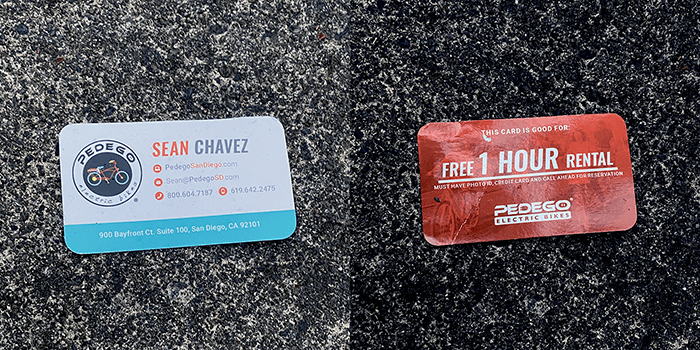 PEDEGO
electric bikes
SEAN CHAVEZ
PedegoSanDiego.com
Sean@PedegoSD.com
800.604.7187 619.642.2475
900 Bayfront Ct. Suite 100, San Diego, CA 92101
THIS CARD IS GOOD FOR:
FREE 1 HOUR RENTAL
MUST HAVE PHOTO ID, CREDIT CARD AND CALL AHEAD FOR RESERVATION
PEDEGO
ELECTRIC BIKES